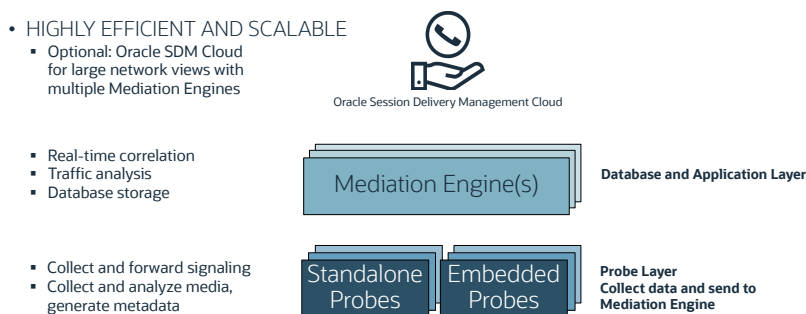 • HIGHLY EFFICIENT AND SCALABLE
▪ Optional: Oracle SDM Cloud
for large network views with
multiple Mediation Engines
Oracle Session Delivery Management Cloud
▪ Real-time correlation
▪ Traffic analysis
▪ Database storage
Mediation Engine(s)
Database and Application Layer
▪ Collect and forward signaling
▪ Collect and analyze media,
generate metadata
Standalone
Probes
Embedded
Probes
Probe Layer
Collect data and send to
Mediation Engine